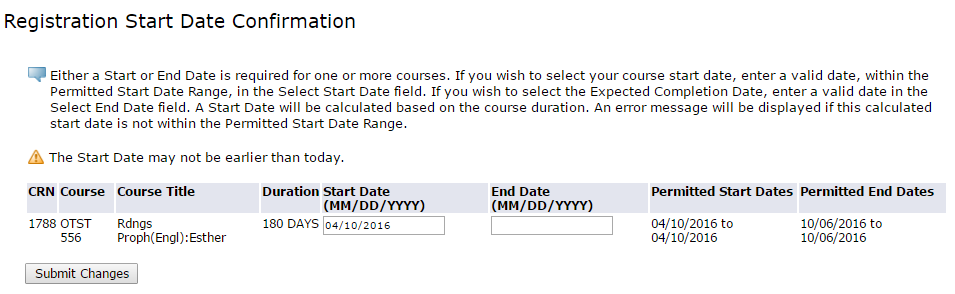 Registration Start Date Confirmation
Either a Start or End Date is required for one or more courses. If you wish to select your course start date, enter a valid date, within the
Permitted Start Date Range, in the Select Start Date field. If you wish to select the Expected Completion Date, enter a valid date in the
Select End Date field. A Start Date will be calculated based on the course duration. An error message will be displayed if this calculated
start date is not within the Permitted Start Date Range.
The Start Date may not be earlier than today.
CRN Course Course Title Duration Start Date End Date Permitted Start Dates Permitted End Dates
(MM/DD/YYYY) (MM/DD/YYYY)
1788 OTST Rdngs 180 DAYS 04/10/2016 04/10/2016 to 10/06/2016 to
556 Proph(Engl):Esther 04/10/2016 10/06/2016
Submit Changes